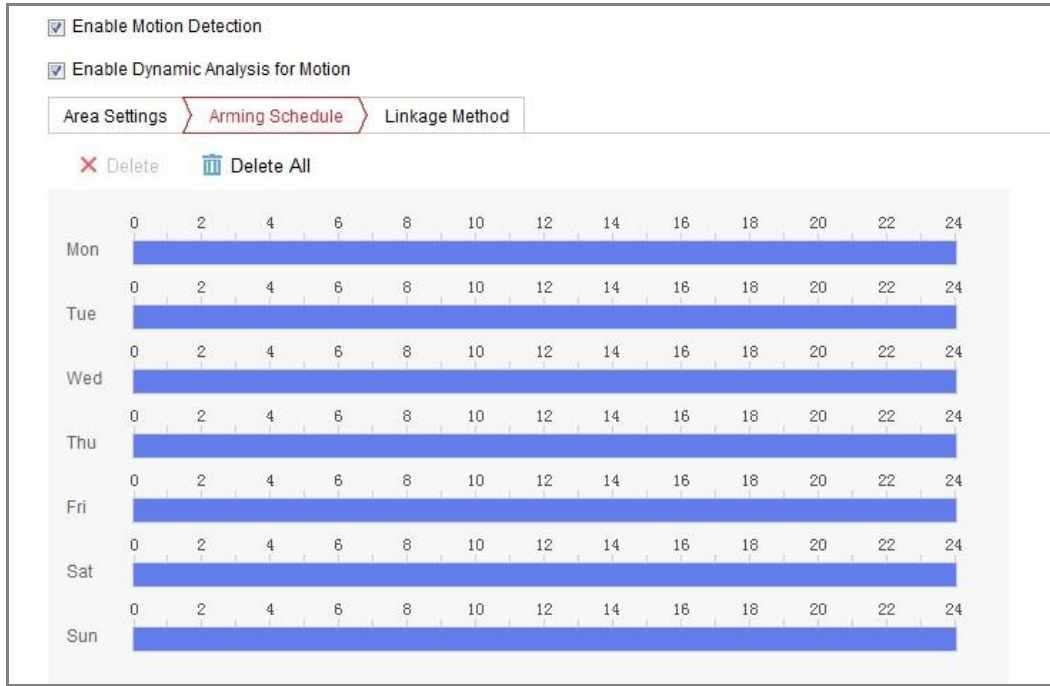 Enable Motion Detection
Enable Dynamic Analysis for Motion
Area Settings Arming Schedule Linkage Method
Delete Delete All
0 2 4 6 8 10 12 14 16 18 20 22 24
Mon
0 2 4 6 8 10 12 14 16 18 20 22 24
Tue
0 2 4 6 8 10 12 14 16 18 20 22 24
Wed
0 2 4 6 8 10 12 14 16 18 20 22 24
Thu
0 2 4 6 8 10 12 14 16 18 20 22 24
Fri
0 2 4 6 8 10 12 14 16 18 20 22 24
Sat
0 2 4 6 8 10 12 14 16 18 20 22 24
Sun